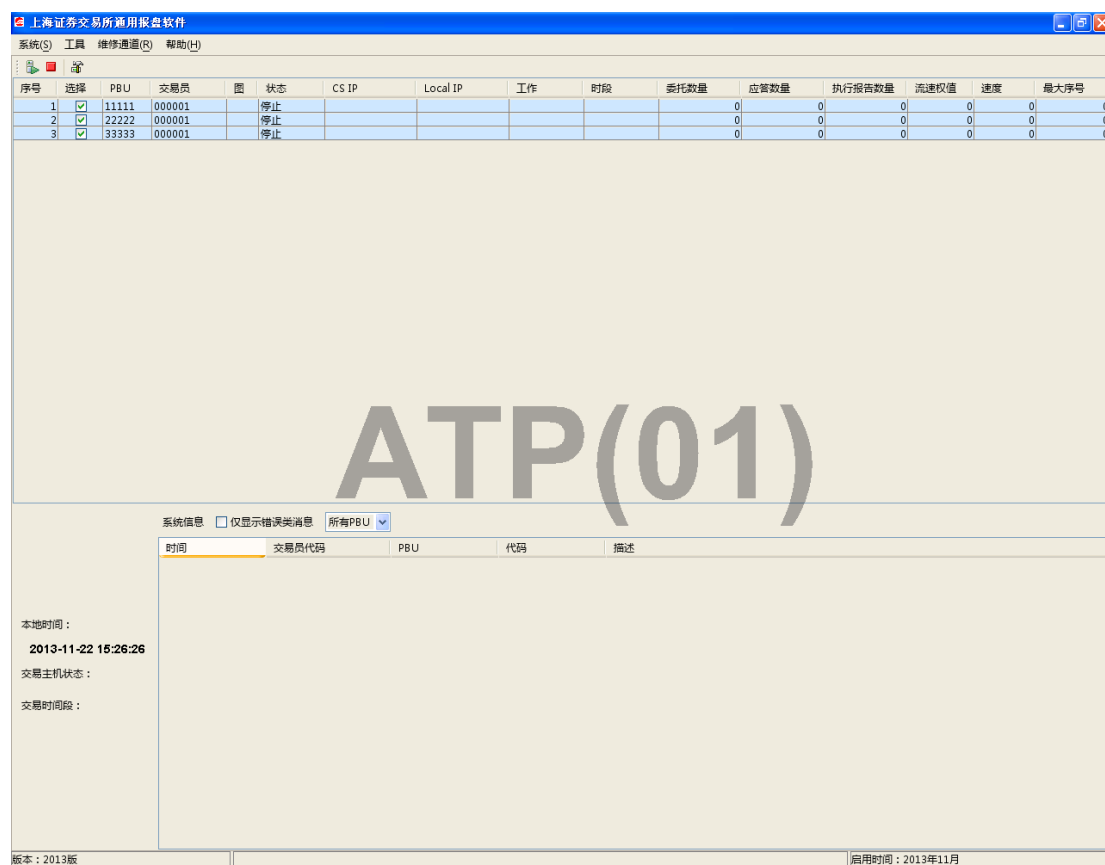 上海证券交易所通用报盘软件
系统(S) 工具 维修通道(R) 帮助(H)
序号 选择 PBU 交易员 图 状态 CS IP Local IP 工作 时段 委托数量 应答数量 执行报告数量 流速权值 速度 最大序号
1 11111 000001 停止 0 0 0 0 0 0
2 22222 000001 停止 0 0 0 0 0 0
3 33333 000001 停止 0 0 0 0 0 0
ATP(01)
系统信息 仅显示错误类消息 所有PBU
时间 交易员代码 PBU 代码 描述
本地时间：
2013-11-22 15:26:26
交易主机状态：
交易时间段：
版本：2013版 启用时间：2013年11月